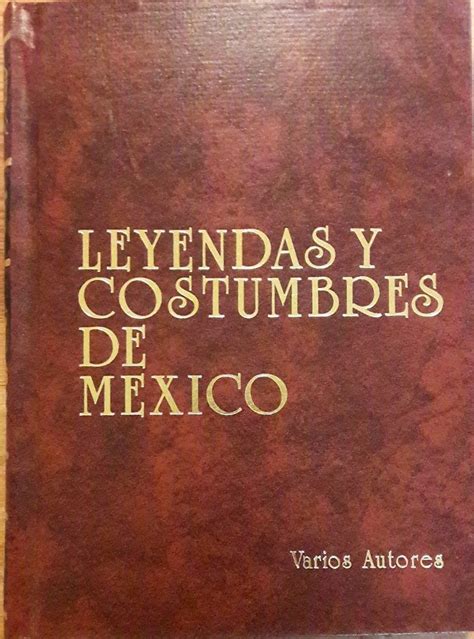 LEYENDAS Y
COSTUMBRES
DE
MEXICO
Varios Autores